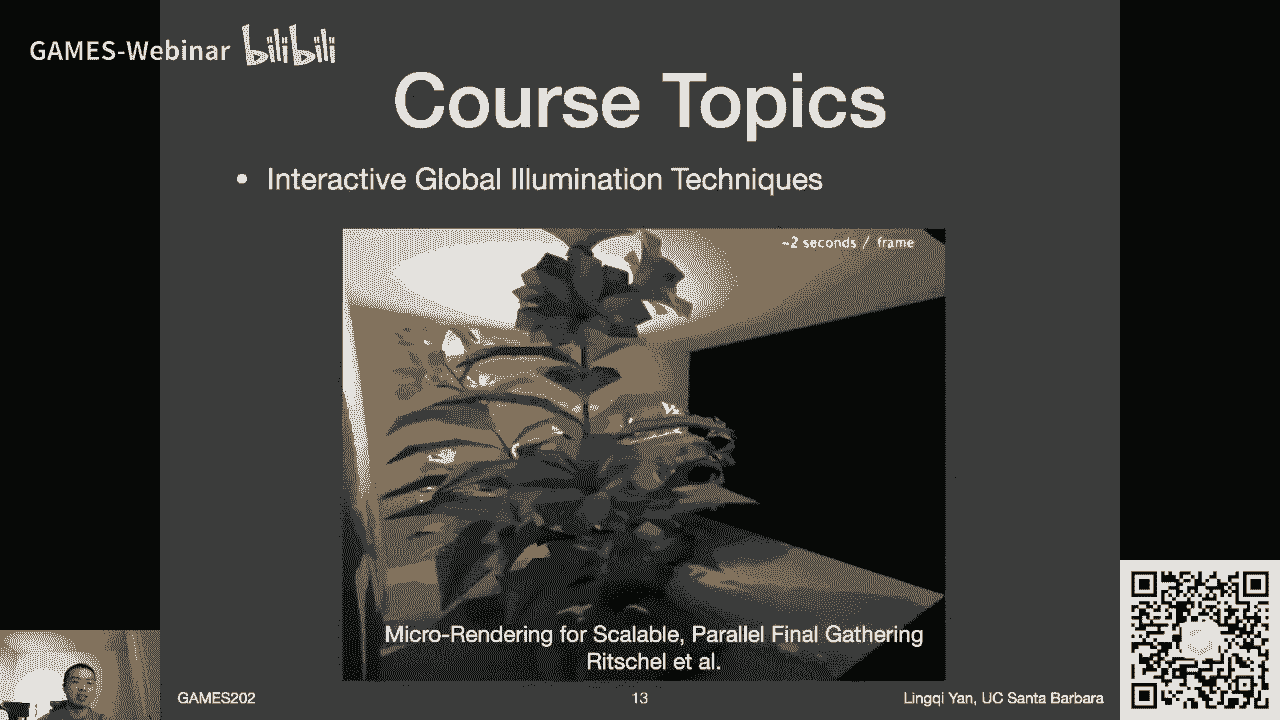 GAMES-Webinar bilibili
Course Topics
• Interactive Global Illumination Techniques
~2 seconds / frame
Micro-Rendering for Scalable, Parallel Final Gathering
Ritschel et al.
GAMES202
13
Lingqi Yan, UC Santa Barbara